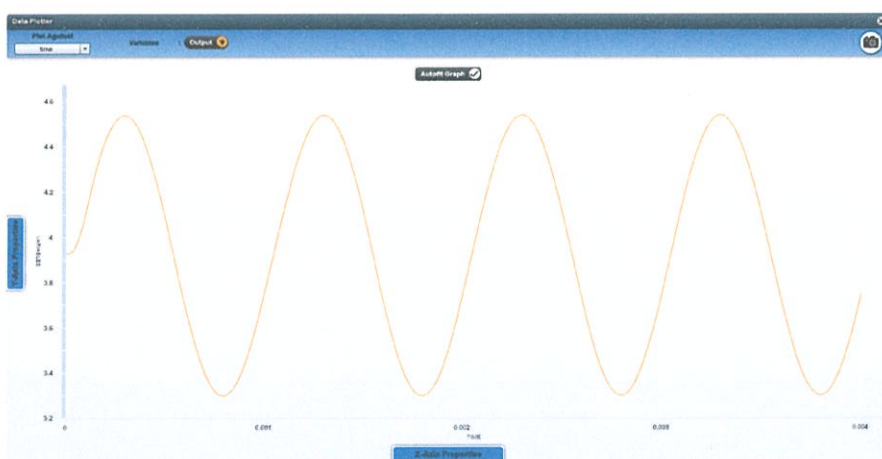 Data Plotter
Plot Against
time
Variables : Output
Autofit Graph
4.6
4.4
4.2
4
3.8
3.6
3.4
3.2
Y-Axis Properties
0
0.001
0.002
0.003
0.004
TIME
X-Axis Properties